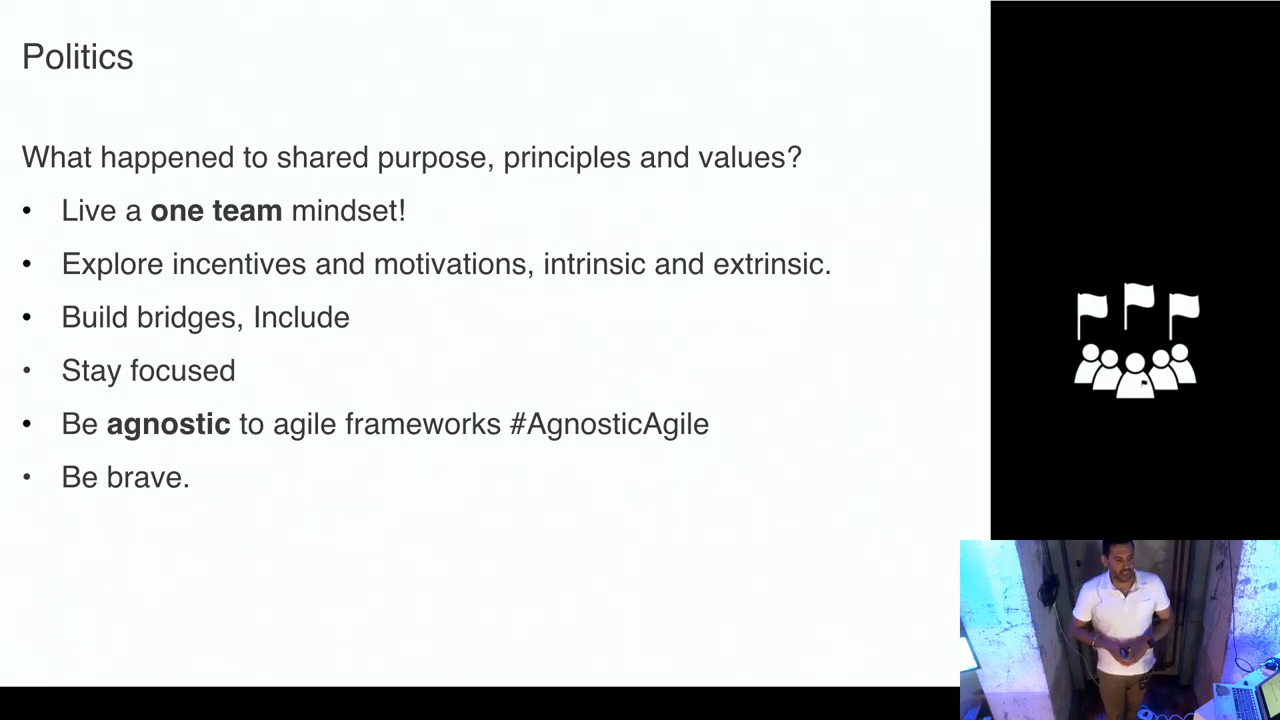 Politics
What happened to shared purpose, principles and values?
• Live a one team mindset!
• Explore incentives and motivations, intrinsic and extrinsic.
• Build bridges, Include
• Stay focused
• Be agnostic to agile frameworks #AgnosticAgile
• Be brave.